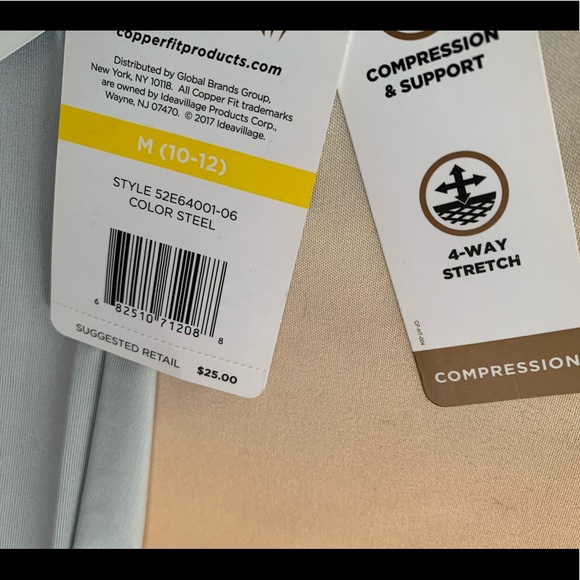 copperfitproducts.com
Distributed by Global Brands Group,
New York, NY 10118. All Copper Fit trademarks
are owned by Ideavillage Products Corp.,
Wayne, NJ 07470. © 2017 Ideavillage.
M (10-12)
STYLE 52E64001-06
COLOR STEEL
6 82510 71208 8
SUGGESTED RETAIL $25.00
COMPRESSION
& SUPPORT
4-WAY
STRETCH
COMPRESSION